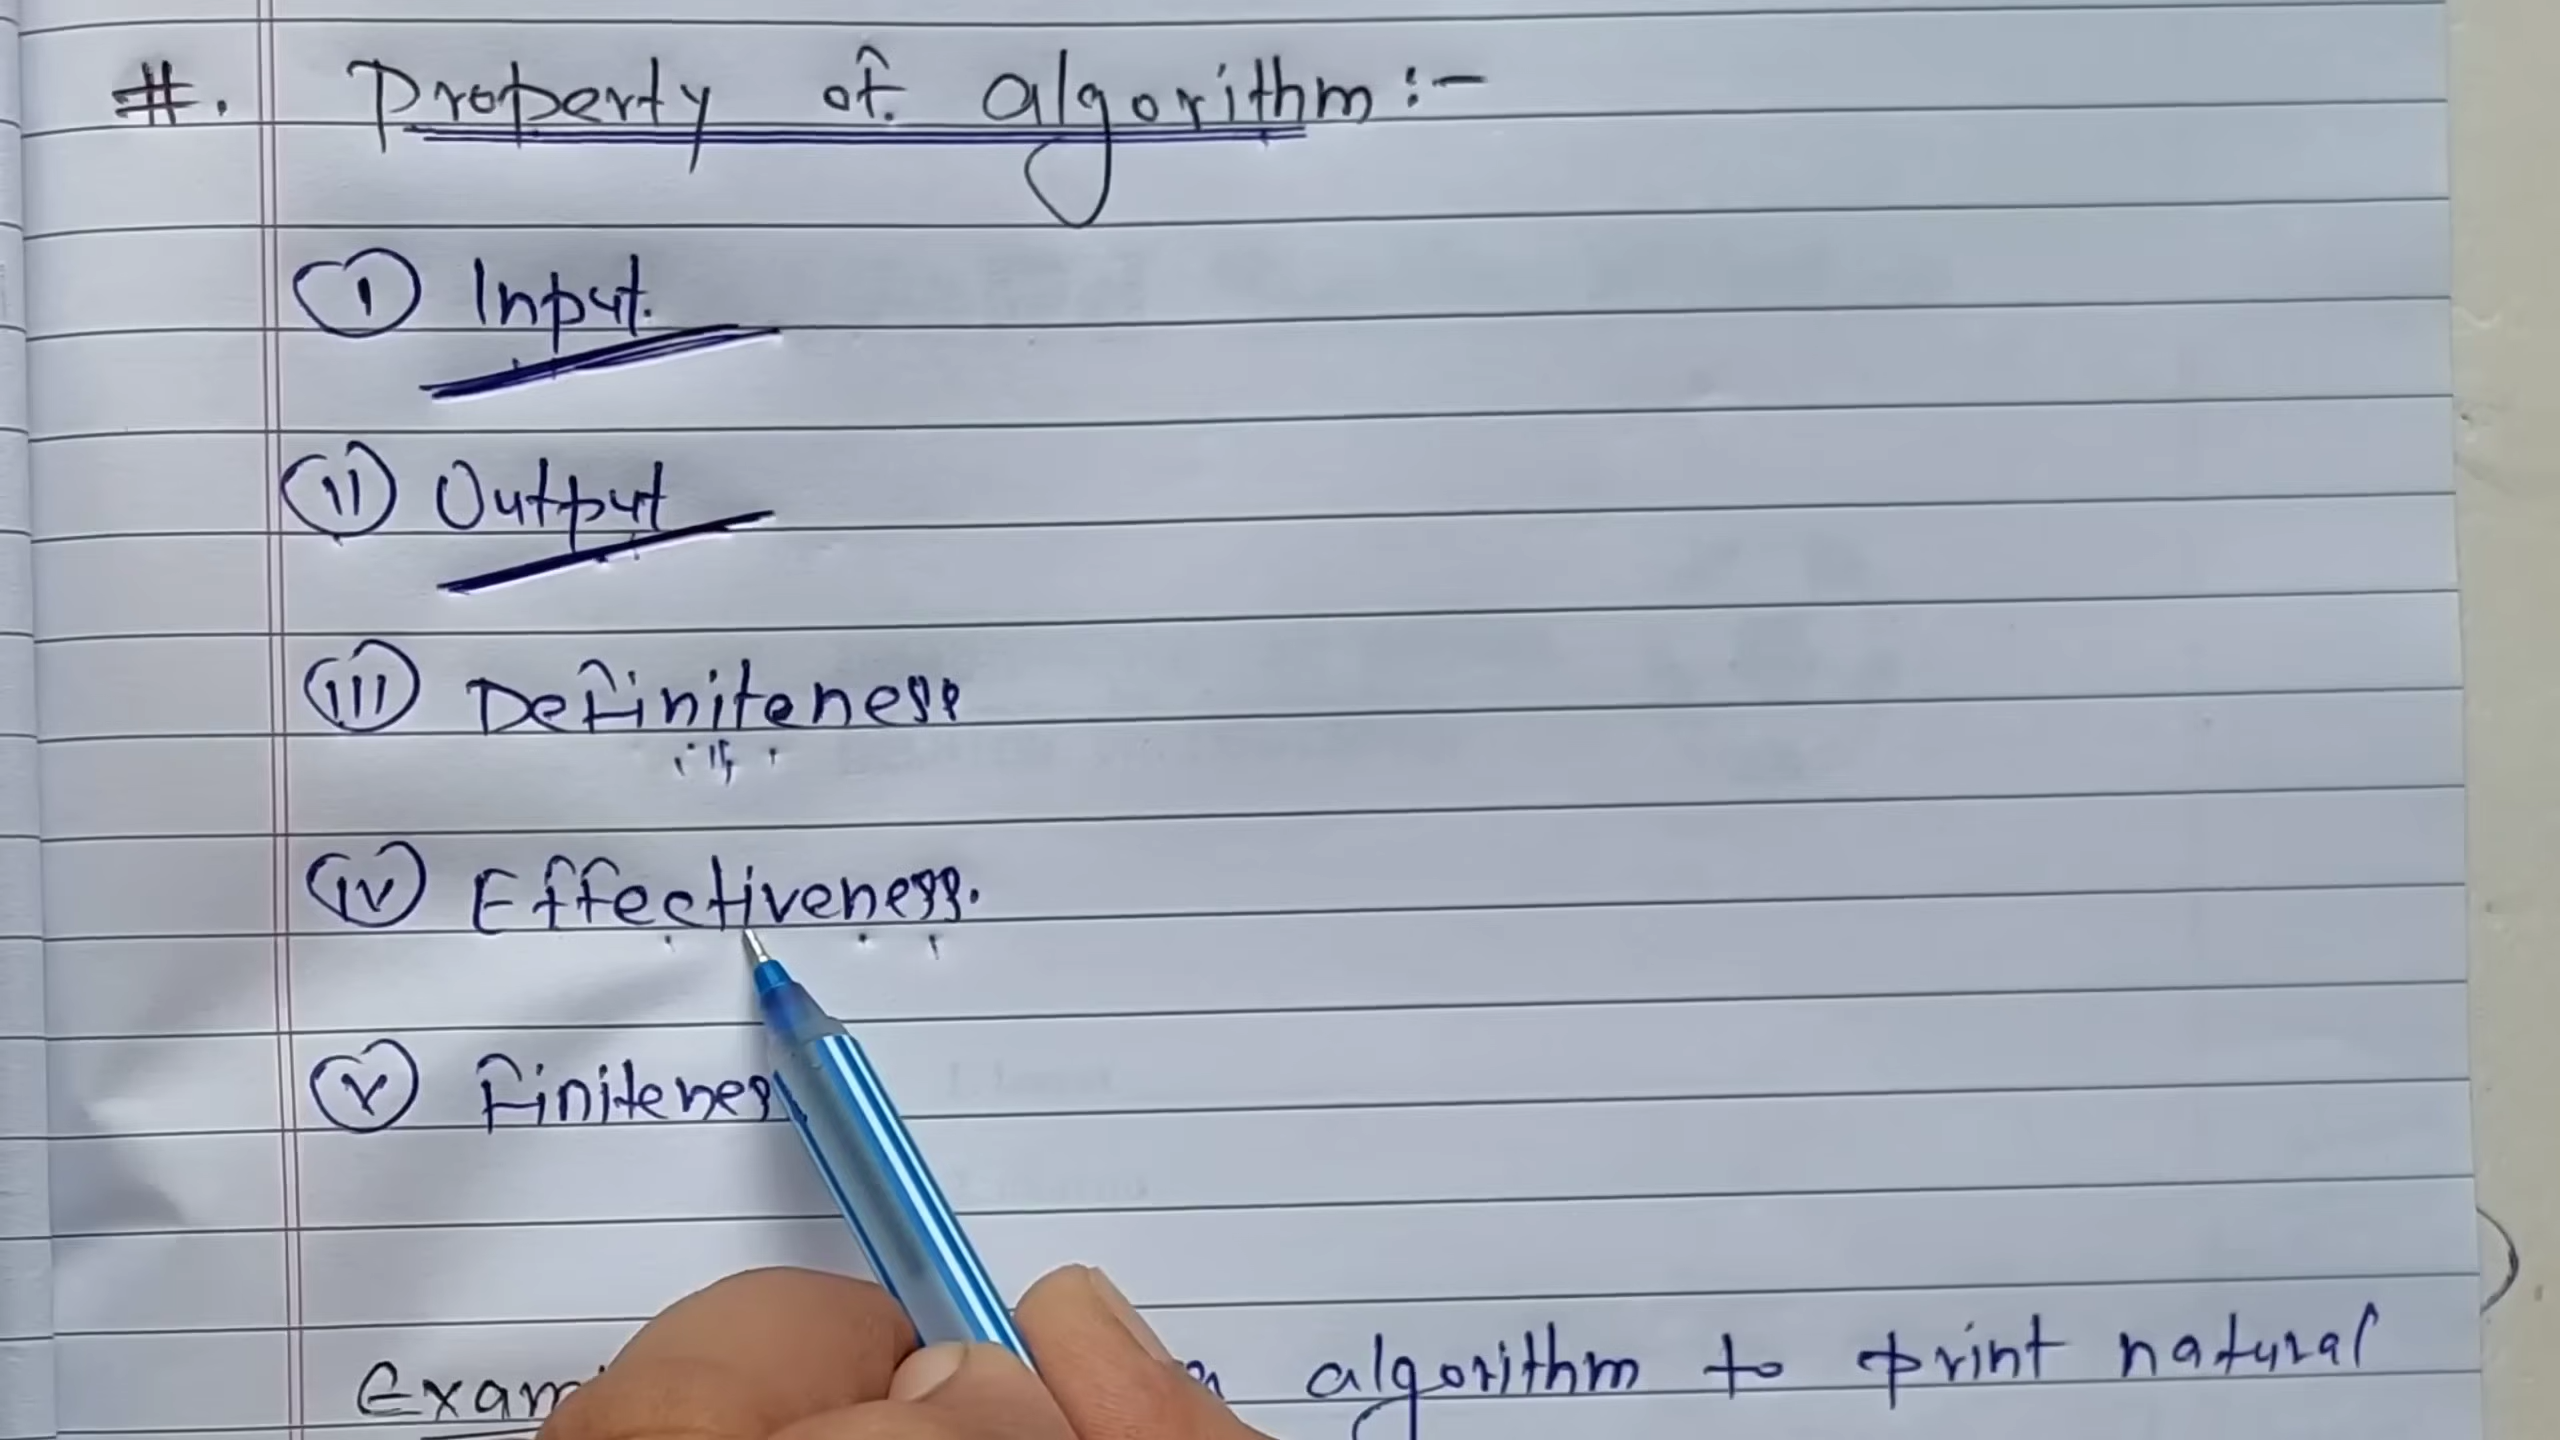 #. Property of algorithm:-
(i) Input.
(ii) Output
(iii) Definiteness
(iv) Effectiveness.
(v) Finiteness
algorithm to print natural